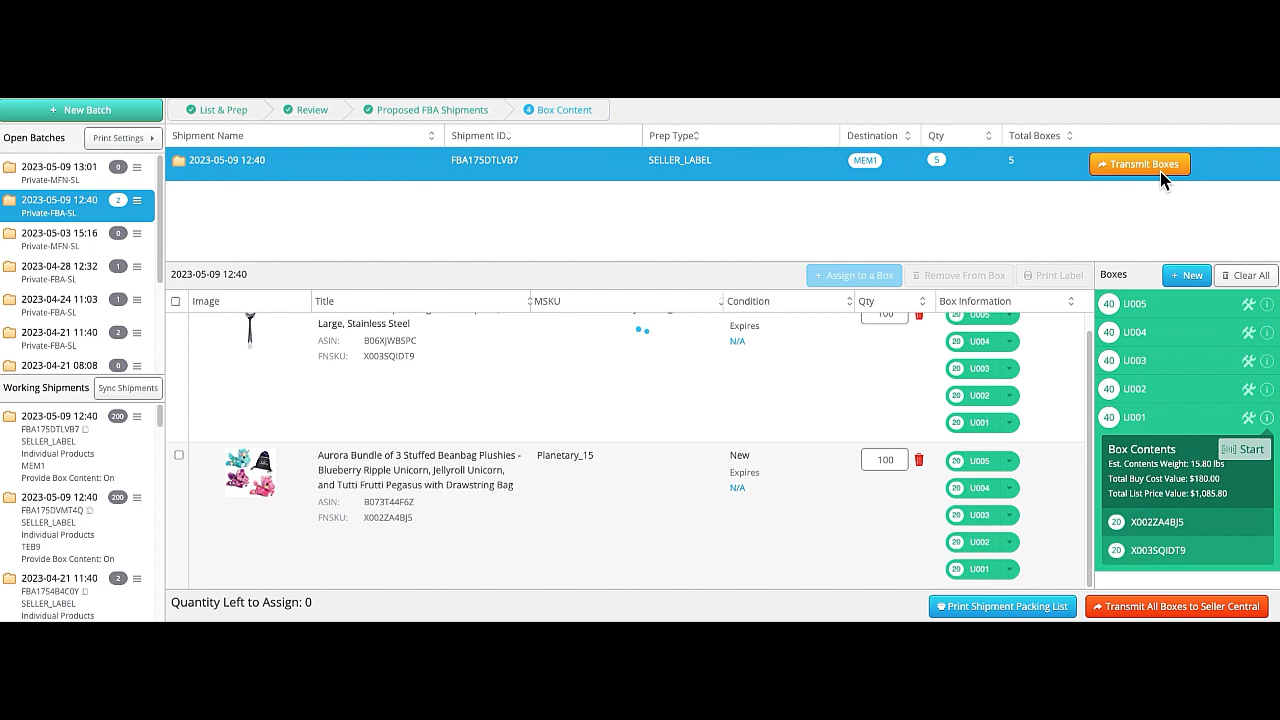 + New Batch
List & Prep
Review
Proposed FBA Shipments
4 Box Content
Open Batches
Print Settings
Shipment Name
Shipment ID
Prep Type
Destination
Qty
Total Boxes
2023-05-09 13:01 0
Private-MFN-SL
2023-05-09 12:40 2
Private-FBA-SL
2023-05-03 15:16 0
Private-MFN-SL
2023-04-28 12:32 1
Private-FBA-SL
2023-04-24 11:03 1
Private-FBA-SL
2023-04-21 11:40 2
Private-FBA-SL
2023-04-21 08:08 0
2023-05-09 12:40
FBA175DTLVB7
SELLER_LABEL
MEM1
5
5
Transmit Boxes
Working Shipments
Sync Shipments
2023-05-09 12:40 200
FBA175DTLVB7
SELLER_LABEL
Individual Products
MEM1
Provide Box Content: On
2023-05-09 12:40 200
FBA175DVMT4Q
SELLER_LABEL
Individual Products
TEB9
Provide Box Content: On
2023-04-21 11:40 2
FBA1754B4C0Y
SELLER_LABEL
Individual Products
2023-05-09 12:40
+ Assign to a Box
Remove From Box
Print Label
Image
Title
MSKU
Condition
Qty
Box Information
Large, Stainless Steel
ASIN: B06XJWBSPC
FNSKU: X003SQIDT9
Expires
N/A
100
U005
20 U004
20 U003
20 U002
20 U001
Aurora Bundle of 3 Stuffed Beanbag Plushies -
Blueberry Ripple Unicorn, Jellyroll Unicorn,
and Tutti Frutti Pegasus with Drawstring Bag
ASIN: B073T44F6Z
FNSKU: X002ZA4BJ5
Planetary_15
New
Expires
N/A
100
20 U005
20 U004
20 U003
20 U002
20 U001
Quantity Left to Assign: 0
Print Shipment Packing List
Transmit All Boxes to Seller Central
Boxes
+ New
Clear All
40 U005
40 U004
40 U003
40 U002
40 U001
Box Contents
Start
Est. Contents Weight: 15.80 lbs
Total Buy Cost Value: $180.00
Total List Price Value: $1,085.80
20 X002ZA4BJ5
20 X003SQIDT9